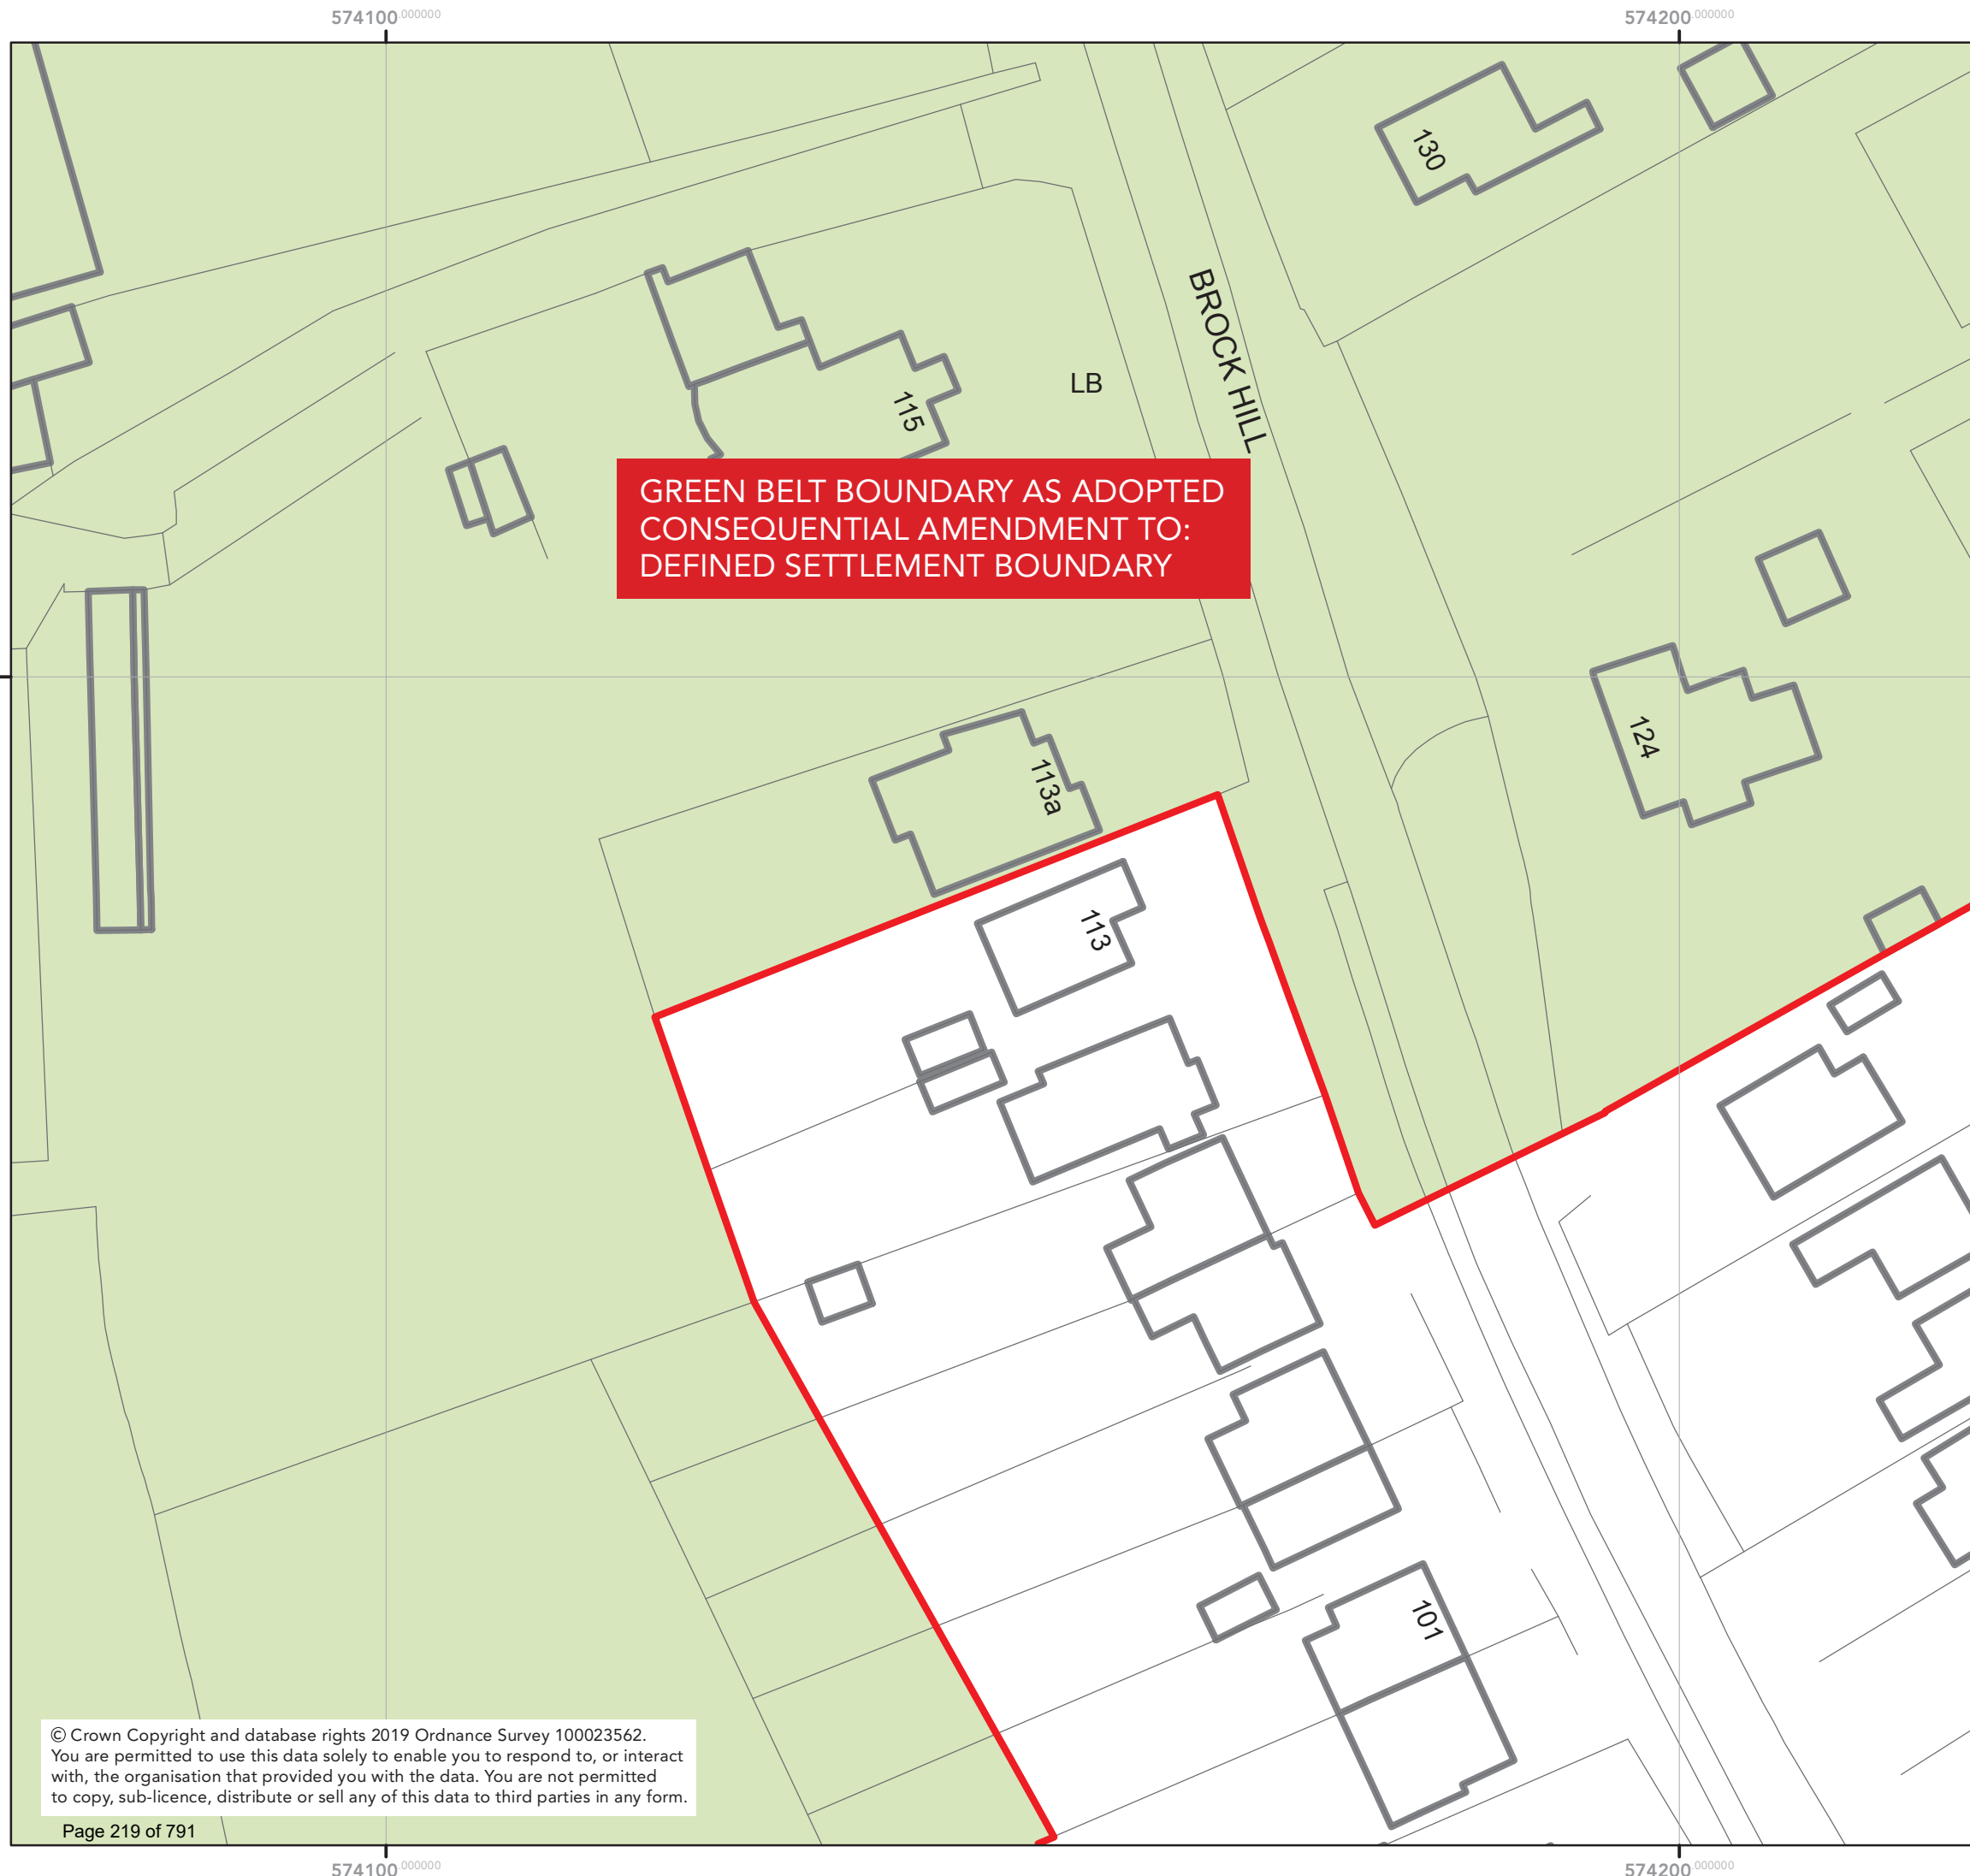 574100.000000
574200.000000
130
BROCK HILL
LB
115
GREEN BELT BOUNDARY AS ADOPTED
CONSEQUENTIAL AMENDMENT TO:
DEFINED SETTLEMENT BOUNDARY
124
113a
113
101
© Crown Copyright and database rights 2019 Ordnance Survey 100023562.
You are permitted to use this data solely to enable you to respond to, or interact
with, the organisation that provided you with the data. You are not permitted
to copy, sub-licence, distribute or sell any of this data to third parties in any form.
Page 219 of 791
574100.000000
574200.000000